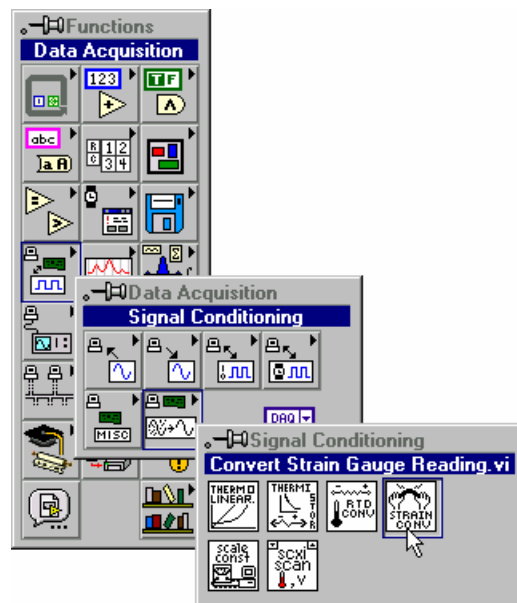 Functions
Data Acquisition
123
TF
abc
a A
R 1 2
C 3 4
Data Acquisition
Signal Conditioning
MISC
DAQ
Signal Conditioning
Convert Strain Gauge Reading.vi
THERMO
LINEAR.
THERMI
STOR
RTD
CONV
STRAIN
CONV
scale
const
scxi
scan
,V